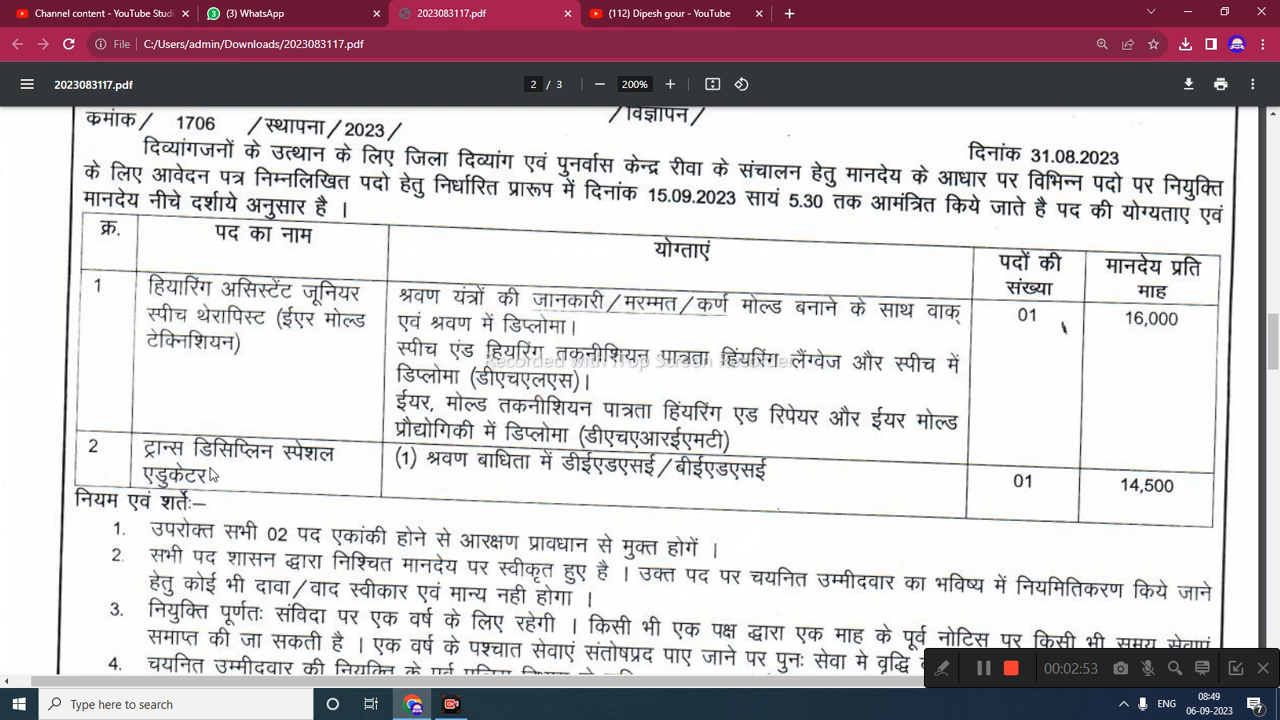 Channel content - YouTube Studi
(3) WhatsApp
2023083117.pdf
(112) Dipesh gour - YouTube
File
C:/Users/admin/Downloads/2023083117.pdf
2023083117.pdf
2 / 3
200%
क्रमांक/ 1706 /स्थापना/2023/
/विज्ञापन/
दिनांक 31.08.2023
दिव्यांगजनों के उत्थान के लिए जिला दिव्यांग एवं पुनर्वास केन्द्र रीवा के संचालन हेतु मानदेय के आधार पर विभिन्न पदो पर नियुक्ति
के लिए आवेदन पत्र निम्नलिखित पदो हेतु निर्धारित प्रारूप में दिनांक 15.09.2023 सायं 5.30 तक आमंत्रित किये जाते है पद की योग्यताए एवं
मानदेय नीचे दर्शाये अनुसार है ।
क्र.
पद का नाम
योग्ताएं
पदों की
संख्या
मानदेय प्रति
माह
1
हियारिंग असिस्टेंट जूनियर
स्पीच थेरापिस्ट (ईएर मोल्ड
टेक्निशियन)
श्रवण यंत्रों की जानकारी/मरम्मत/कर्ण मोल्ड बनाने के साथ वाक्
एवं श्रवण में डिप्लोमा।
स्पीच एंड हियरिंग तकनीशियन पात्रता हिंयरिंग लैंग्वेज और स्पीच में
डिप्लोमा (डीएचएलएस)।
ईयर, मोल्ड तकनीशियन पात्रता हिंयरिंग एड रिपेयर और ईयर मोल्ड
प्रौद्योगिकी में डिप्लोमा (डीएचएआरईएमटी)
01
16,000
Recorded with iTop Screen Recorder
2
ट्रान्स डिसिप्लिन स्पेशल
एडुकेटर
(1) श्रवण बाधिता में डीईएडएसई/बीईएडएसई
01
14,500
नियम एवं शर्तेः–
1. उपरोक्त सभी 02 पद एकांकी होने से आरक्षण प्रावधान से मुक्त होगें ।
2. सभी पद शासन द्धारा निश्चित मानदेय पर स्वीकृत हुए है । उक्त पद पर चयनित उम्मीदवार का भविष्य में नियमितिकरण किये जाने
हेतु कोई भी दावा/वाद स्वीकार एवं मान्य नही होगा ।
3. नियुक्ति पूर्णतः संविदा पर एक वर्ष के लिए रहेगी । किसी भी एक पक्ष द्धारा एक माह के पूर्व नोटिस पर किसी भी समय सेवाएं
समाप्त की जा सकती है । एक वर्ष के पश्चात सेवाएं संतोषप्रद पाए जाने पर पुनः सेवा मे वृद्धि
4. चयनित उम्मीदवार की नियुक्ति के पूर्व पुलिस
00:02:53
Type here to search
ENG
08:49
06-09-2023